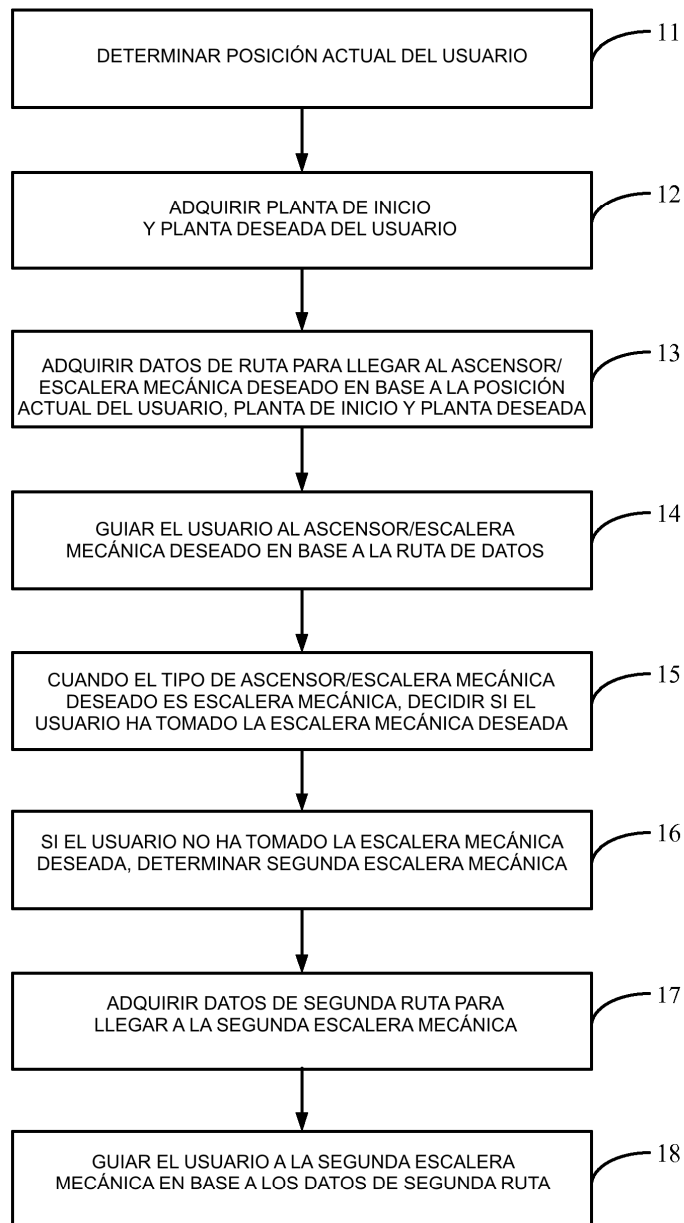 DETERMINAR POSICIÓN ACTUAL DEL USUARIO
11
ADQUIRIR PLANTA DE INICIO
Y PLANTA DESEADA DEL USUARIO
12
ADQUIRIR DATOS DE RUTA PARA LLEGAR AL ASCENSOR/
ESCALERA MECÁNICA DESEADO EN BASE A LA POSICIÓN
ACTUAL DEL USUARIO, PLANTA DE INICIO Y PLANTA DESEADA
13
GUIAR EL USUARIO AL ASCENSOR/ESCALERA
MECÁNICA DESEADO EN BASE A LA RUTA DE DATOS
14
CUANDO EL TIPO DE ASCENSOR/ESCALERA MECÁNICA
DESEADO ES ESCALERA MECÁNICA, DECIDIR SI EL
USUARIO HA TOMADO LA ESCALERA MECÁNICA DESEADA
15
SI EL USUARIO NO HA TOMADO LA ESCALERA MECÁNICA
DESEADA, DETERMINAR SEGUNDA ESCALERA MECÁNICA
16
ADQUIRIR DATOS DE SEGUNDA RUTA PARA
LLEGAR A LA SEGUNDA ESCALERA MECÁNICA
17
GUIAR EL USUARIO A LA SEGUNDA ESCALERA
MECÁNICA EN BASE A LOS DATOS DE SEGUNDA RUTA
18